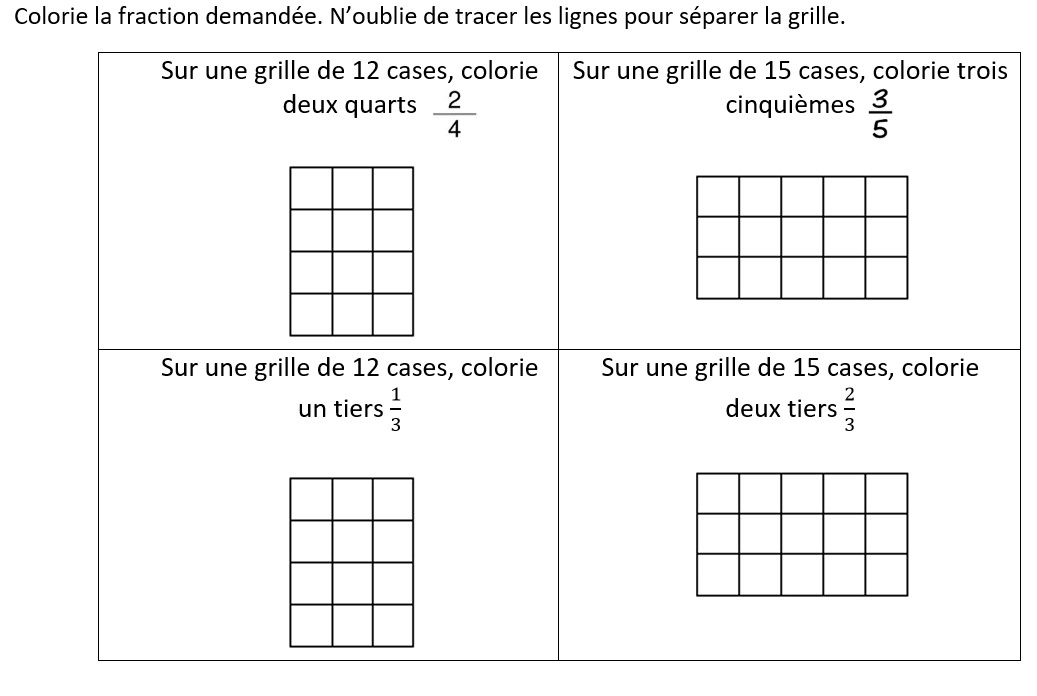 Colorie la fraction demandée. N’oublie de tracer les lignes pour séparer la grille.
Sur une grille de 12 cases, colorie
deux quarts 2/4
Sur une grille de 15 cases, colorie trois
cinquièmes 3/5
Sur une grille de 12 cases, colorie
un tiers 1/3
Sur une grille de 15 cases, colorie
deux tiers 2/3